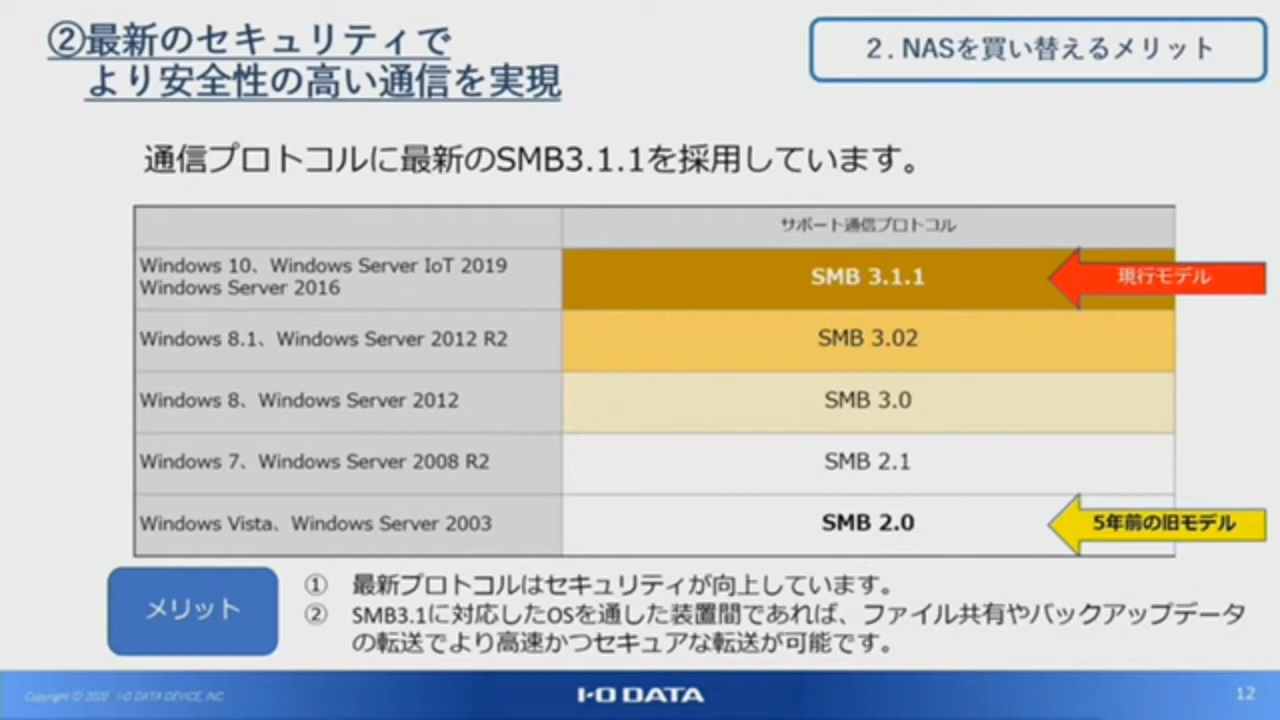 ②最新のセキュリティで
より安全性の高い通信を実現
2. NASを買い替えるメリット
通信プロトコルに最新のSMB3.1.1を採用しています。
サポート通信プロトコル
Windows 10、Windows Server IoT 2019
Windows Server 2016
SMB 3.1.1
現行モデル
Windows 8.1、Windows Server 2012 R2
SMB 3.02
Windows 8、Windows Server 2012
SMB 3.0
Windows 7、Windows Server 2008 R2
SMB 2.1
Windows Vista、Windows Server 2003
SMB 2.0
5年前の旧モデル
メリット
① 最新プロトコルはセキュリティが向上しています。
② SMB3.1に対応したOSを通した装置間であれば、ファイル共有やバックアップデータ
の転送でより高速かつセキュアな転送が可能です。
Copyright © 2020 I-O DATA DEVICE, INC
I-O DATA
12